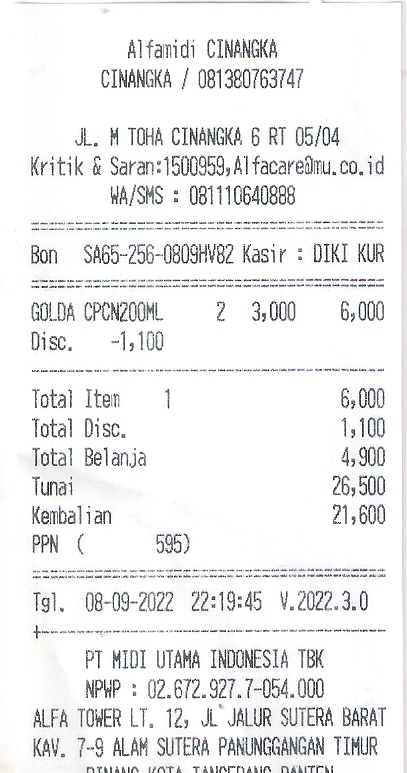 Alfamidi CINANGKA
CINANGKA / 081380763747
JL. M TOHA CINANGKA 6 RT 05/04
Kritik & Saran:1500959,Alfacare@mu.co.id
WA/SMS : 081110640888
Bon SA65-256-0809HV82 Kasir : DIKI KUR
GOLDA CPCN200ML 2 3,000 6,000
Disc. -1,100
Total Item 1 6,000
Total Disc. 1,100
Total Belanja 4,900
Tunai 26,500
Kembalian 21,600
PPN ( 595)
Tgl. 08-09-2022 22:19:45 V.2022.3.0
PT MIDI UTAMA INDONESIA TBK
NPWP : 02.672.927.7-054.000
ALFA TOWER LT. 12, JL JALUR SUTERA BARAT
KAV. 7-9 ALAM SUTERA PANUNGGANGAN TIMUR
PINANG KOTA TANGERANG BANTEN